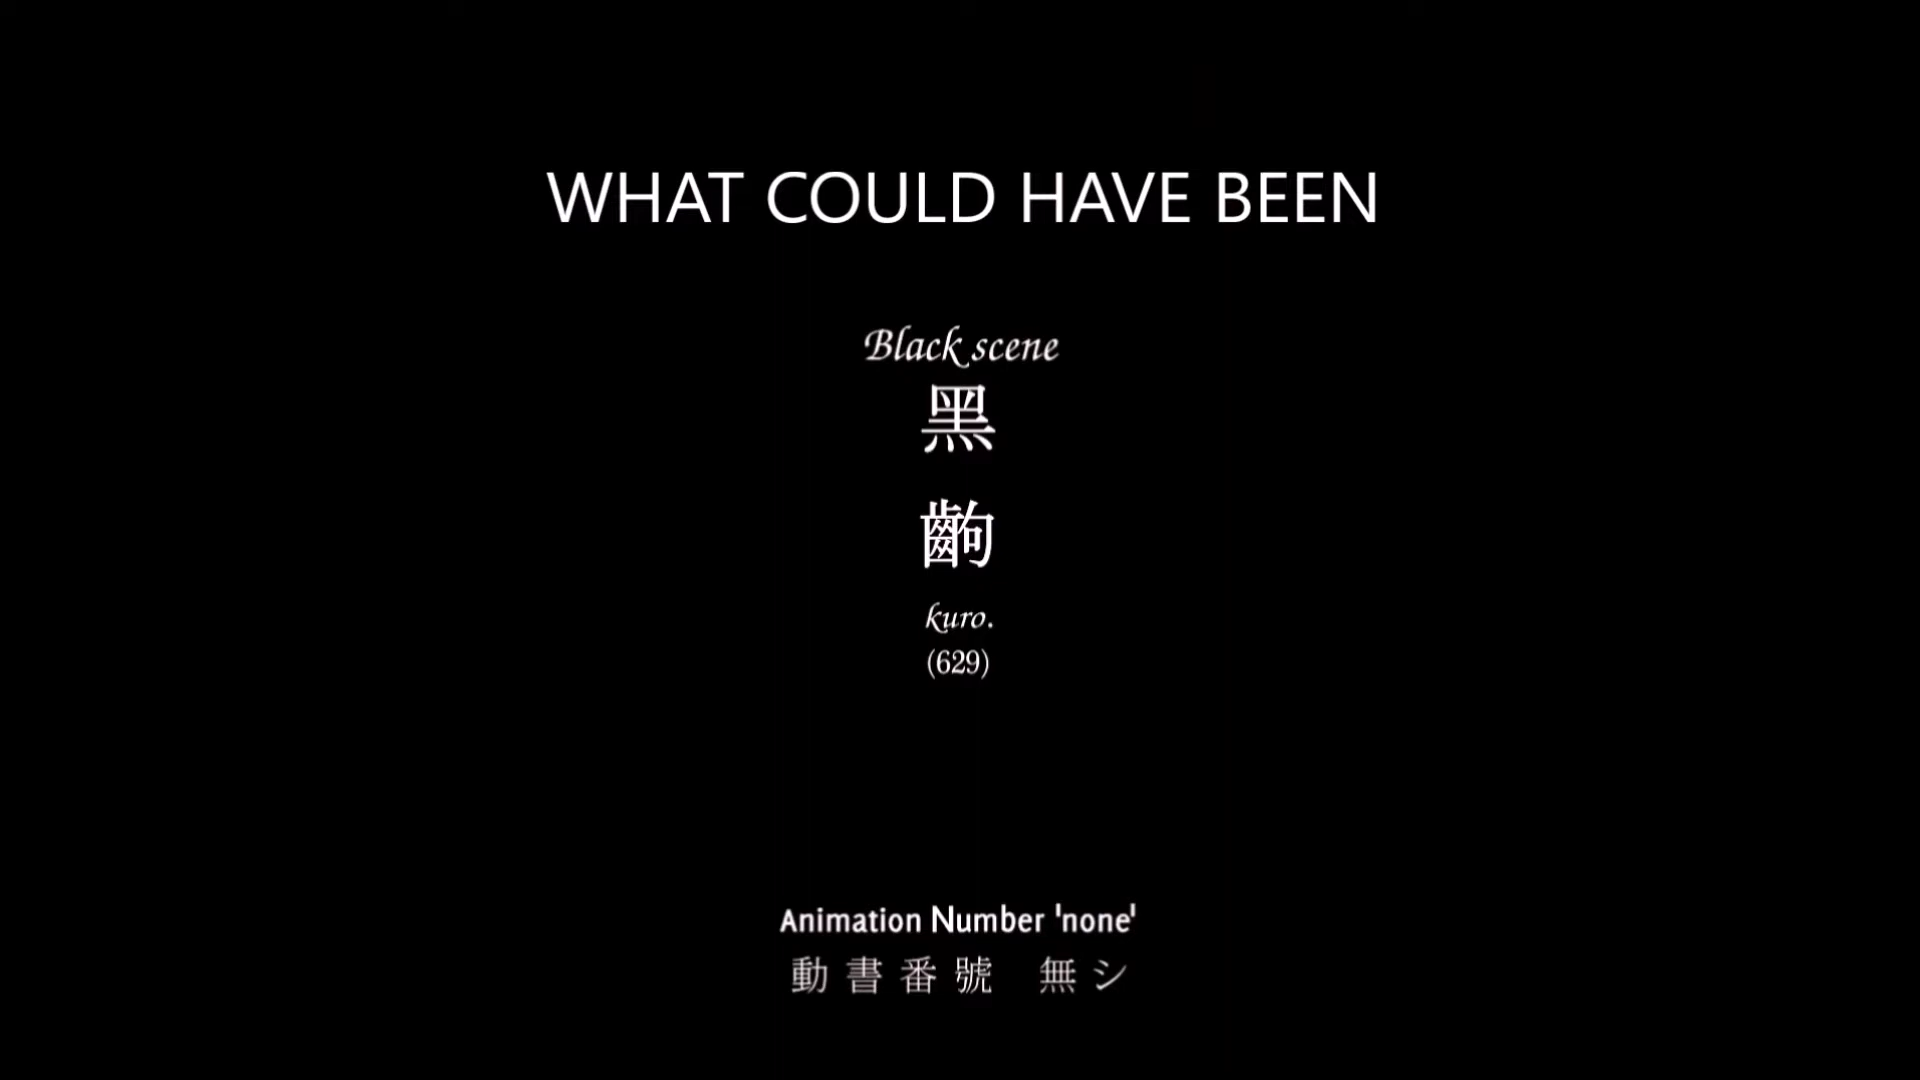 WHAT COULD HAVE BEEN
Black scene
黑
齣
kuro.
(629)
Animation Number 'none'
動書番號 無シ